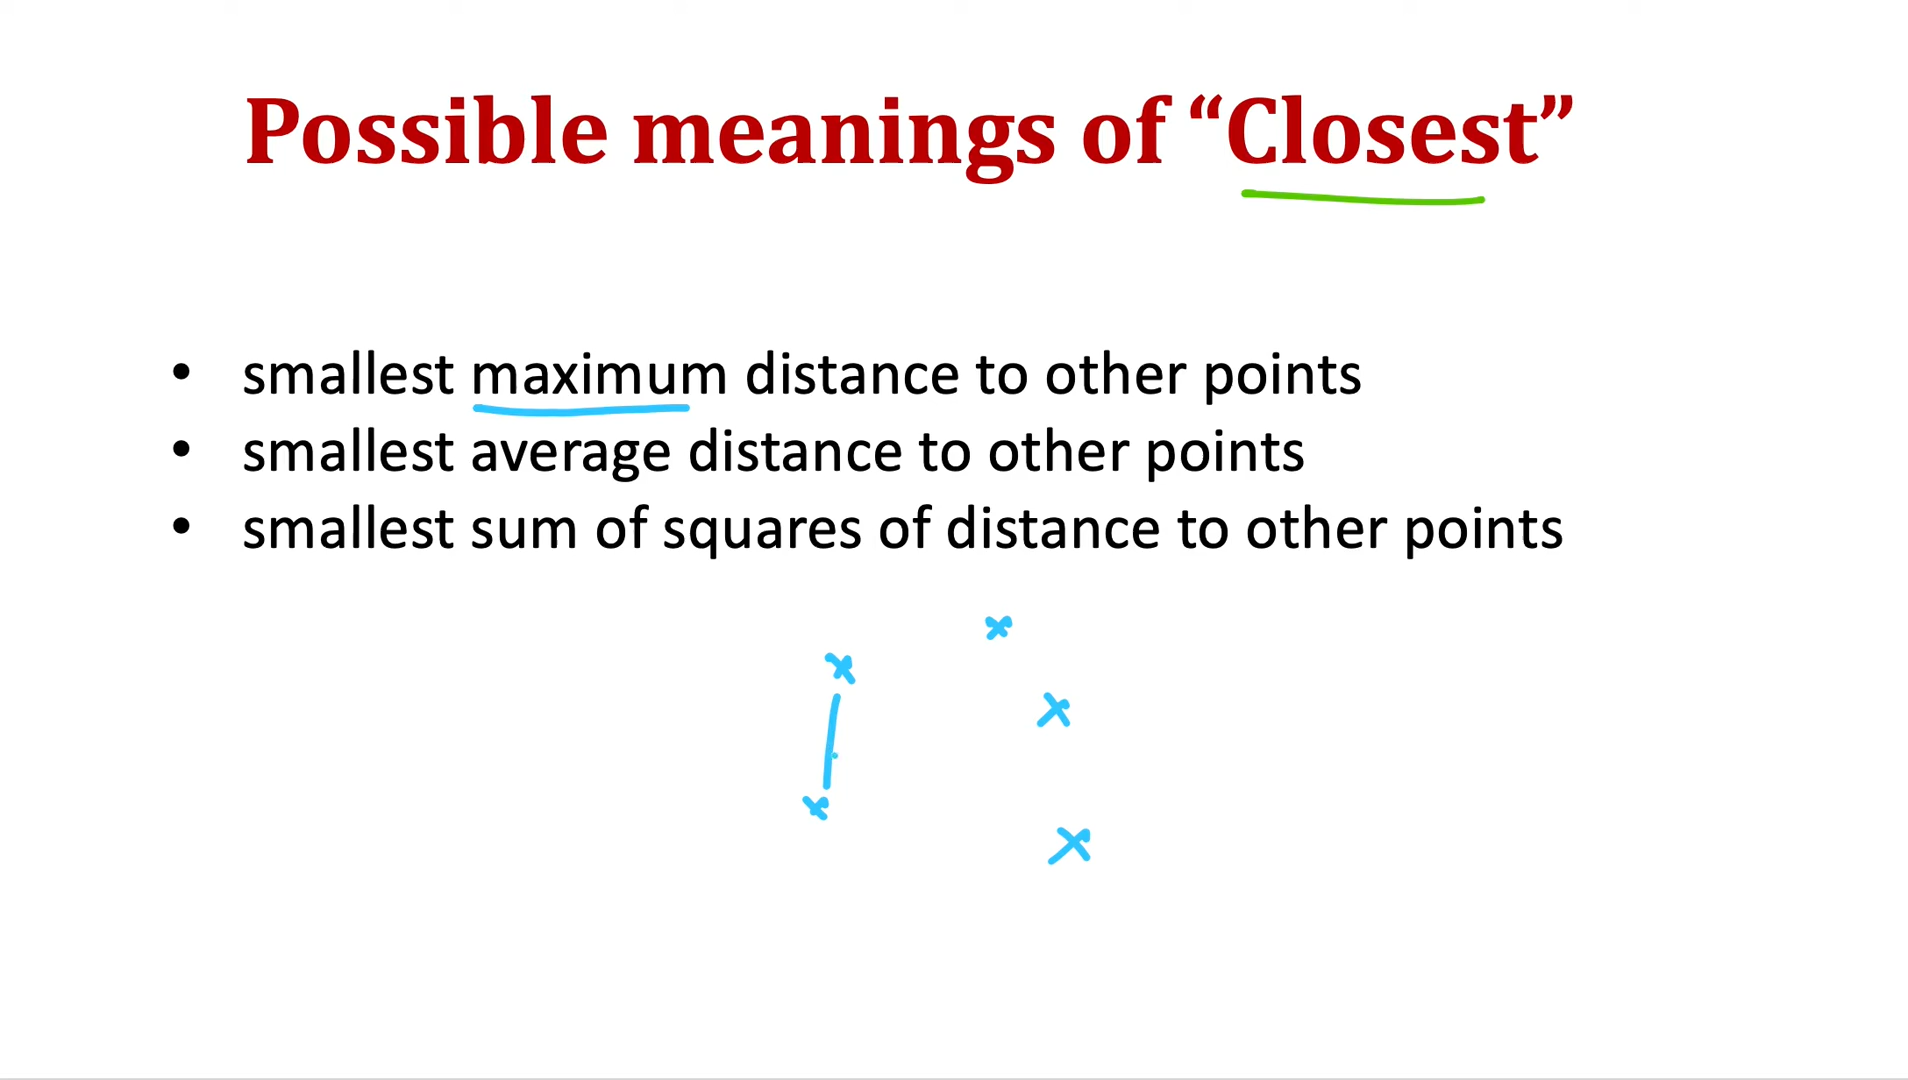 Possible meanings of “Closest”
• smallest maximum distance to other points
• smallest average distance to other points
• smallest sum of squares of distance to other points